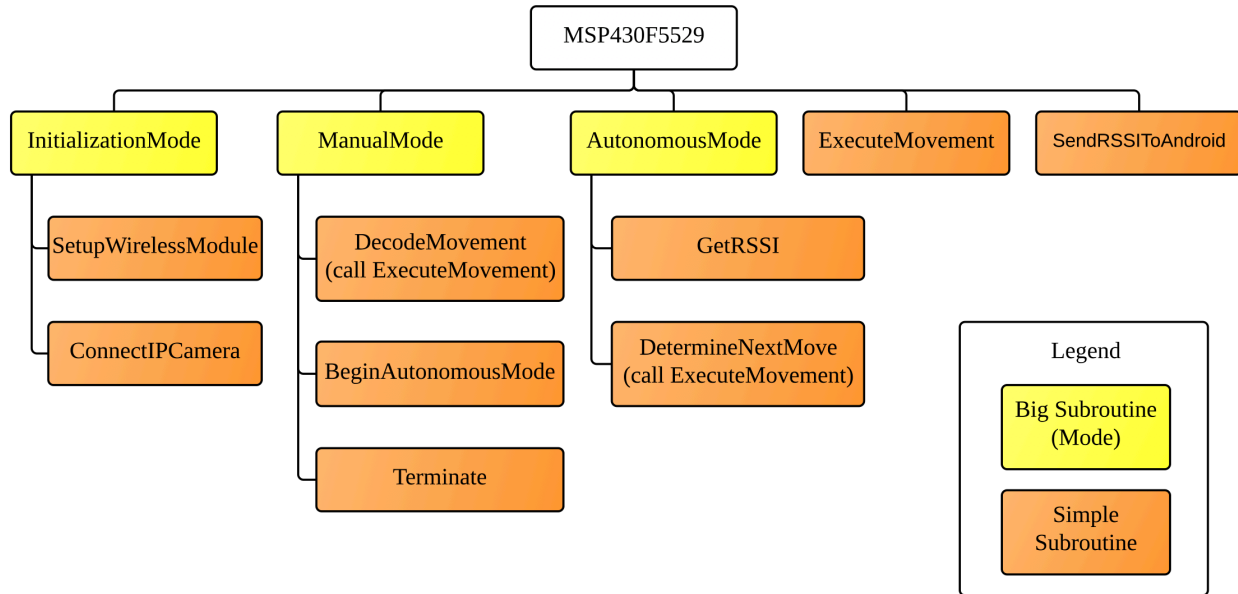 MSP430F5529
InitializationMode
ManualMode
AutonomousMode
ExecuteMovement
SendRSSIToAndroid
SetupWirelessModule
ConnectIPCamera
DecodeMovement
(call ExecuteMovement)
BeginAutonomousMode
Terminate
GetRSSI
DetermineNextMove
(call ExecuteMovement)
Legend
Big Subroutine
(Mode)
Simple
Subroutine